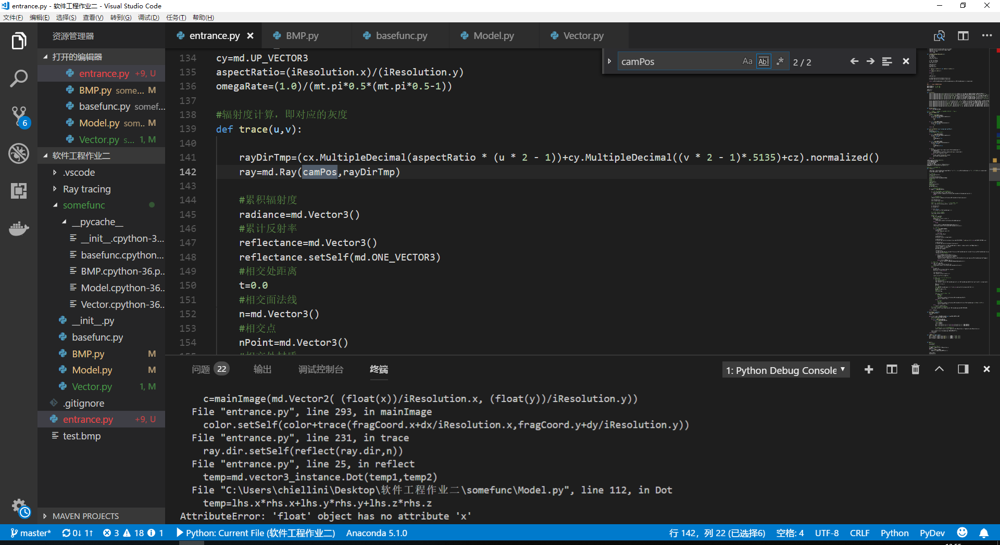 entrance.py - 软件工程作业二 - Visual Studio Code
文件(F) 编辑(E) 选择(S) 查看(V) 转到(G) 调试(D) 任务(T) 帮助(H)
资源管理器
打开的编辑器
entrance.py +9, U
BMP.py some... M
basefunc.py somef...
Model.py som.. M
Vector.py s... 1, M
软件工程作业二
.vscode
Ray tracing
somefunc
__pycache__
__init__.cpython-3...
basefunc.cpython...
BMP.cpython-36.p...
Model.cpython-36...
Vector.cpython-36...
__init__.py
basefunc.py
BMP.py M
Model.py M
Vector.py 1, M
.gitignore
entrance.py +9, U
test.bmp
MAVEN PROJECTS
6
entrance.py BMP.py basefunc.py Model.py Vector.py
camPos Aa Abl .* 2 / 2
134 cy=md.UP_VECTOR3
135 aspectRatio=(iResolution.x)/(iResolution.y)
136 omegaRate=(1.0)/(mt.pi*0.5*(mt.pi*0.5-1))
137
138 #辐射度计算，即对应的灰度
139 def trace(u,v):
140
141 rayDirTmp=(cx.MultipleDecimal(aspectRatio * (u * 2 - 1))+cy.MultipleDecimal((v * 2 - 1)*.5135)+cz).normalized()
142 ray=md.Ray(camPos,rayDirTmp)
143
144 #累积辐射度
145 radiance=md.Vector3()
146 #累计反射率
147 reflectance=md.Vector3()
148 reflectance.setSelf(md.ONE_VECTOR3)
149 #相交处距离
150 t=0.0
151 #相交面法线
152 n=md.Vector3()
153 #相交点
154 nPoint=md.Vector3()
问题 22 输出 调试控制台 终端
1: Python Debug Console
c=mainImage(md.Vector2( (float(x))/iResolution.x, (float(y))/iResolution.y))
File "entrance.py", line 293, in mainImage
color.setSelf(color+trace(fragCoord.x+dx/iResolution.x,fragCoord.y+dy/iResolution.y))
File "entrance.py", line 231, in trace
ray.dir.setSelf(reflect(ray.dir,n))
File "entrance.py", line 25, in reflect
temp=md.vector3_instance.Dot(temp1,temp2)
File "C:\Users\chiellini\Desktop\软件工程作业二\somefunc\Model.py", line 112, in Dot
temp=lhs.x*rhs.x+lhs.y*rhs.y+lhs.z*rhs.z
AttributeError: 'float' object has no attribute 'x'
master* 0↓ 1↑ 3 18 1 Python: Current File (软件工程作业二) Anaconda 5.1.0 行 142，列 22 (已选择6) 空格: 4 UTF-8 CRLF Python PyDev